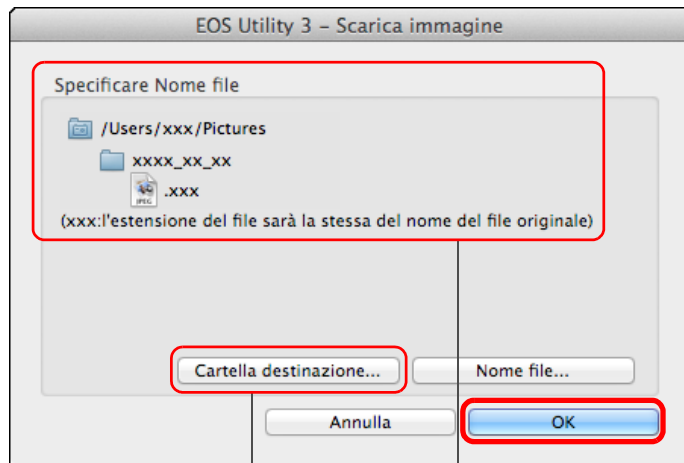 EOS Utility 3 – Scarica immagine
Specificare Nome file
/Users/xxx/Pictures
xxxx_xx_xx
JPEG
.xxx
(xxx:l'estensione del file sarà la stessa del nome del file originale)
Cartella destinazione...
Nome file...
Annulla
OK